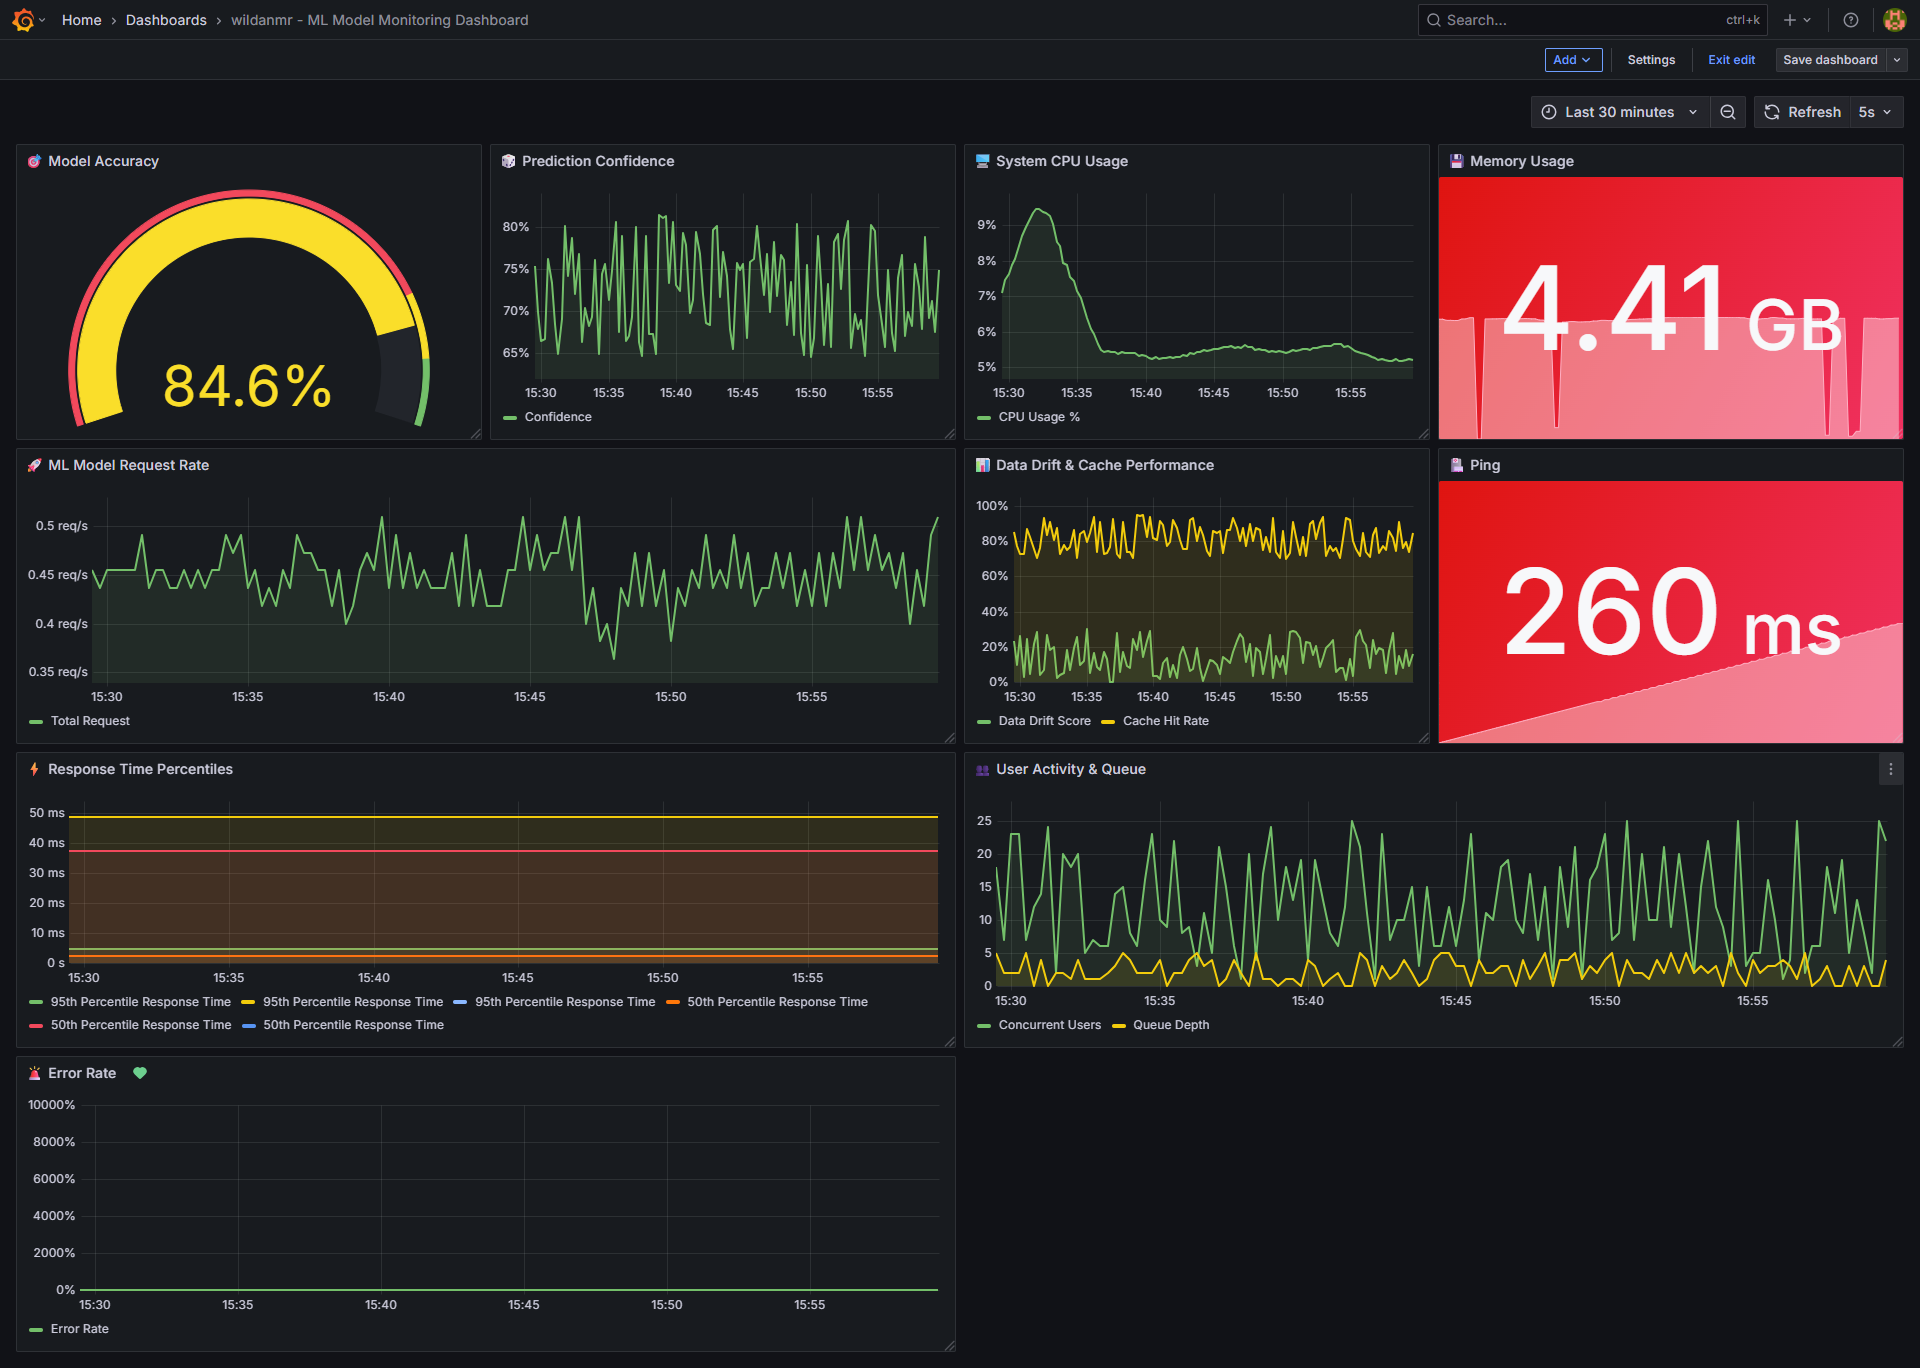 Home › Dashboards › wildanmr - ML Model Monitoring Dashboard
Search... ctrl+k
Add Settings Exit edit Save dashboard
Last 30 minutes Refresh 5s
Model Accuracy
84.6%
Prediction Confidence
80%
75%
70%
65%
15:30 15:35 15:40 15:45 15:50 15:55
Confidence
System CPU Usage
9%
8%
7%
6%
5%
15:30 15:35 15:40 15:45 15:50 15:55
CPU Usage %
Memory Usage
4.41 GB
ML Model Request Rate
0.5 req/s
0.45 req/s
0.4 req/s
0.35 req/s
15:30 15:35 15:40 15:45 15:50 15:55
Total Request
Data Drift & Cache Performance
100%
80%
60%
40%
20%
0%
15:30 15:35 15:40 15:45 15:50 15:55
Data Drift Score Cache Hit Rate
Ping
260 ms
Response Time Percentiles
50 ms
40 ms
30 ms
20 ms
10 ms
0 s
15:30 15:35 15:40 15:45 15:50 15:55
95th Percentile Response Time 95th Percentile Response Time 95th Percentile Response Time 50th Percentile Response Time
50th Percentile Response Time 50th Percentile Response Time
User Activity & Queue
25
20
15
10
5
0
15:30 15:35 15:40 15:45 15:50 15:55
Concurrent Users Queue Depth
Error Rate
10000%
8000%
6000%
4000%
2000%
0%
15:30 15:35 15:40 15:45 15:50 15:55
Error Rate